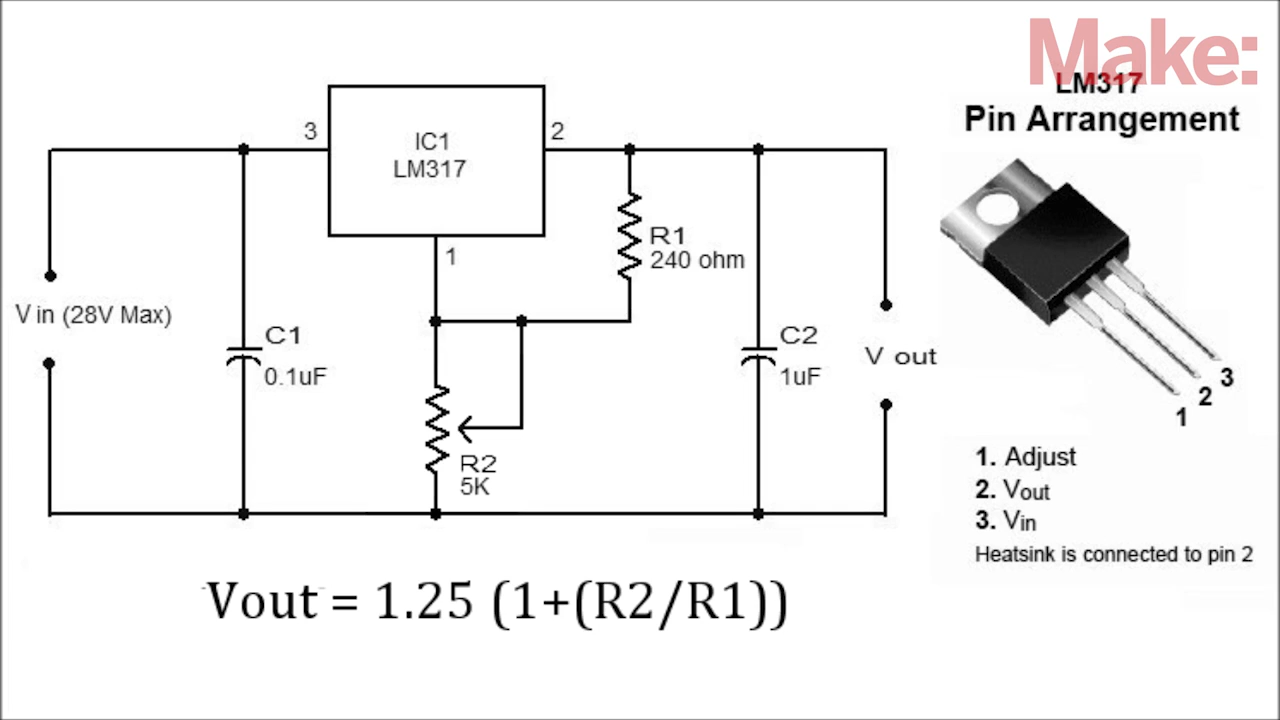 Make:
LM317
Pin Arrangement
3
2
IC1
LM317
1
R1
240 ohm
V in (28V Max)
C1
0.1uF
C2
1uF
V out
R2
5K
3
2
1
1. Adjust
2. Vout
3. Vin
Heatsink is connected to pin 2
Vout = 1.25 (1+(R2/R1))